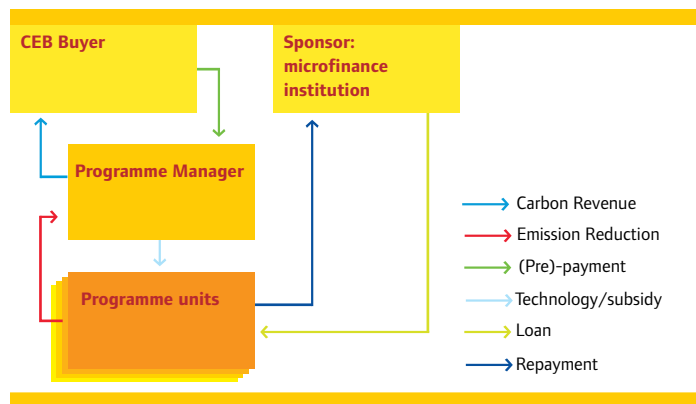 CEB Buyer
Sponsor:
microfinance
institution
Programme Manager
Programme units
Carbon Revenue
Emission Reduction
(Pre)-payment
Technology/subsidy
Loan
Repayment